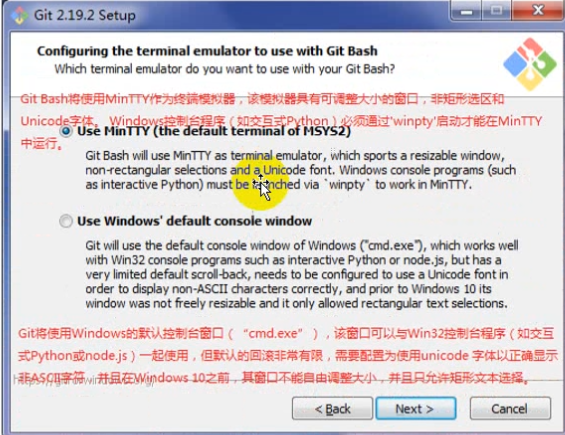 Git 2.19.2 Setup
Configuring the terminal emulator to use with Git Bash
Which terminal emulator do you want to use with your Git Bash?
Git Bash将使用MinTTY作为终端模拟器，该模拟器具有可调整大小的窗口，非矩形选区和
Unicode字体。 Windows控制台程序（如交互式Python）必须通过'winpty'启动才能在MinTTY
中运行。
Use MinTTY (the default terminal of MSYS2)
Git Bash will use MinTTY as terminal emulator, which sports a resizable window,
non-rectangular selections and a Unicode font. Windows console programs (such
as interactive Python) must be launched via `winpty` to work in MinTTY.
Use Windows' default console window
Git will use the default console window of Windows ("cmd.exe"), which works well
with Win32 console programs such as interactive Python or node.js, but has a
very limited default scroll-back, needs to be configured to use a Unicode font in
order to display non-ASCII characters correctly, and prior to Windows 10 its
window was not freely resizable and it only allowed rectangular text selections.
Git将使用Windows的默认控制台窗口（“cmd.exe”），该窗口可以与Win32控制台程序（如交互
式Python或node.js）一起使用，但默认的回滚非常有限，需要配置为使用unicode 字体以正确显示
非ASCII字符，并且在Windows 10之前，其窗口不能自由调整大小，并且只允许矩形文本选择。
< Back
Next >
Cancel